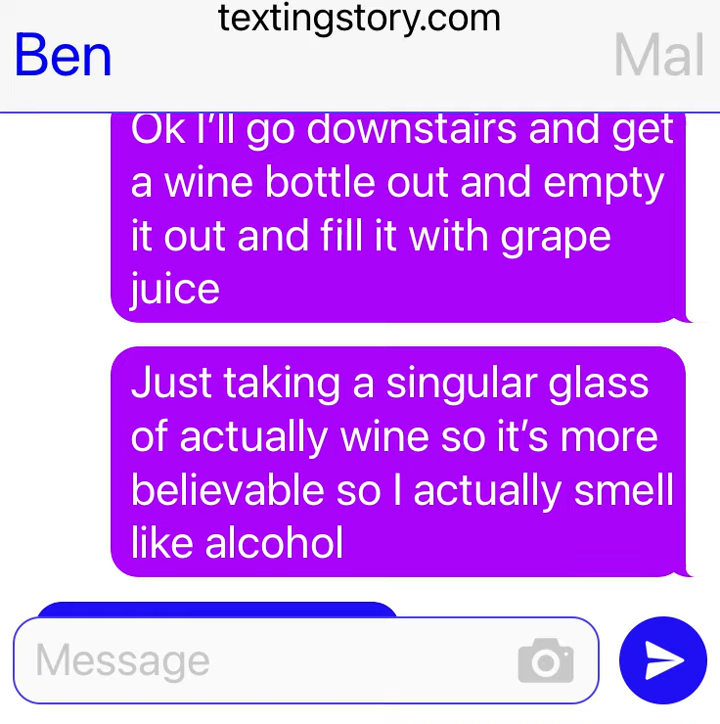 textingstory.com
Ben
Mal
Ok I'll go downstairs and get
a wine bottle out and empty
it out and fill it with grape
juice
Just taking a singular glass
of actually wine so it's more
believable so I actually smell
like alcohol
Message